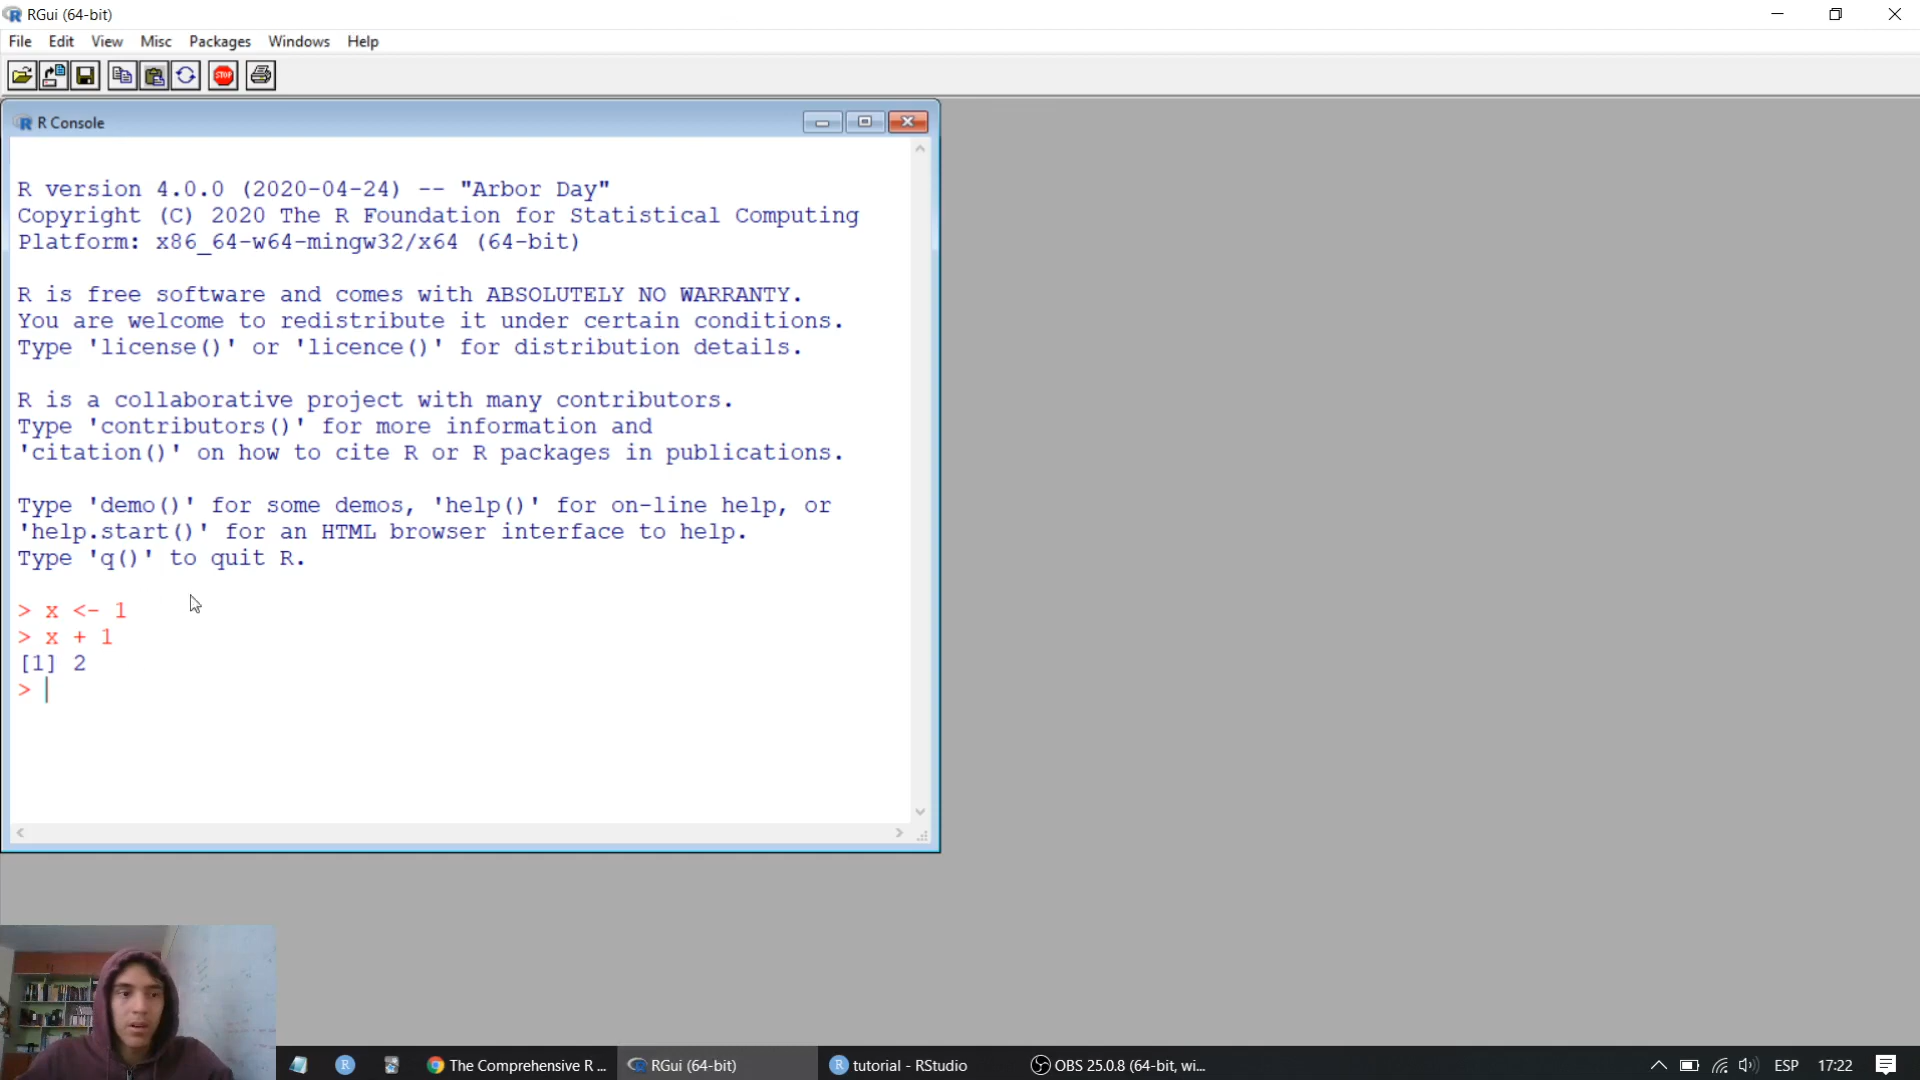 RGui (64-bit)
File Edit View Misc Packages Windows Help
STOP
R Console
R version 4.0.0 (2020-04-24) -- "Arbor Day"
Copyright (C) 2020 The R Foundation for Statistical Computing
Platform: x86_64-w64-mingw32/x64 (64-bit)
R is free software and comes with ABSOLUTELY NO WARRANTY.
You are welcome to redistribute it under certain conditions.
Type 'license()' or 'licence()' for distribution details.
R is a collaborative project with many contributors.
Type 'contributors()' for more information and
'citation()' on how to cite R or R packages in publications.
Type 'demo()' for some demos, 'help()' for on-line help, or
'help.start()' for an HTML browser interface to help.
Type 'q()' to quit R.
> x <- 1
> x + 1
[1] 2
>
The Comprehensive R ... RGui (64-bit) tutorial - RStudio OBS 25.0.8 (64-bit, wi... ESP 17:22